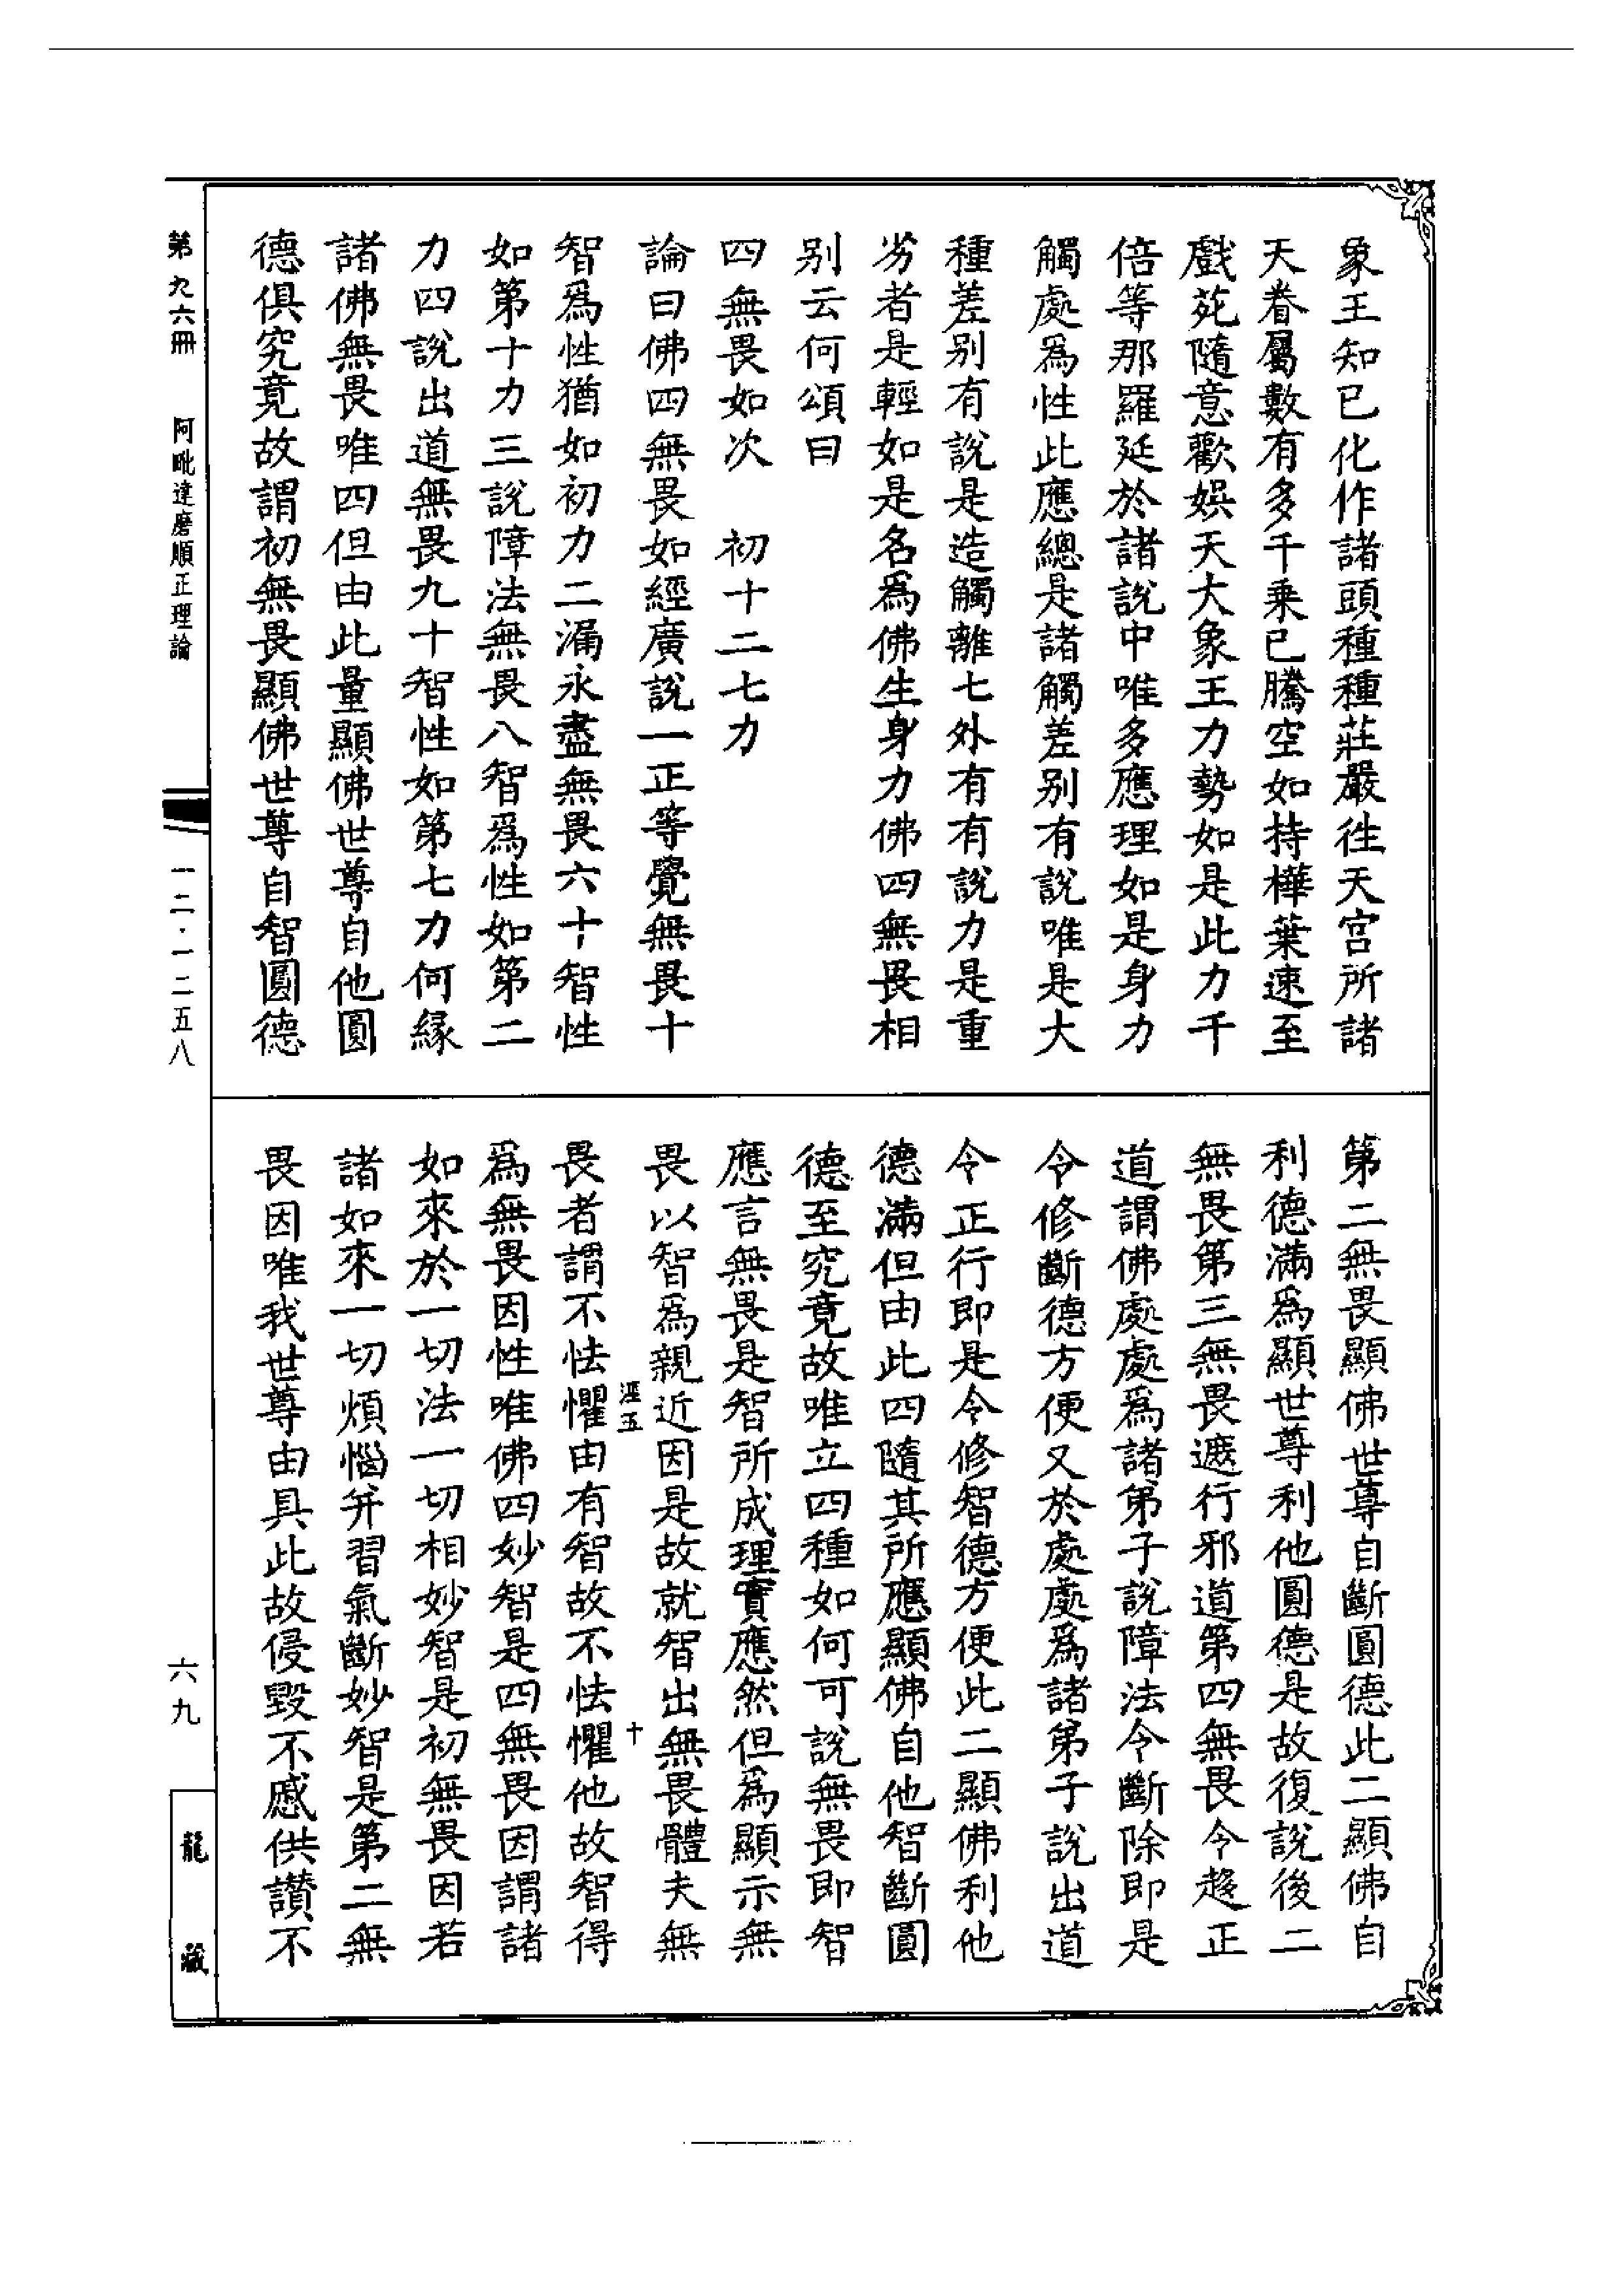 象王知已化作諸頭種種莊嚴徃天宮所諸
天眷屬數有多千乘已騰空如持樺葉速至
戲苑隨意歡娛天大象王力勢如是此力千
倍等那羅延於諸說中唯多應理如是身力
觸處爲性此應總是諸觸差别有說唯是大
種差别有說是造觸離七外有有說力是重
劣者是輕如是名爲佛生身力佛四無畏相
别云何頌曰
四無畏如次　初十二七力
論曰佛四無畏如經廣說一正等覺無畏十
智爲性猶如初力二漏永盡無畏六十智性
如第十力三說障法無畏八智爲性如第二
力四說出道無畏九十智性如第七力何緣
諸佛無畏唯四但由此量顯佛世尊自他圓
德俱究竟故謂初無畏顯佛世尊自智圓德
第二無畏顯佛世尊自斷圓德此二顯佛自
利德滿爲顯世尊利他圓德是故復說後二
無畏第三無畏遮行邪道第四無畏令趣正
道謂佛處處爲諸弟子說障法令斷除即是
令修斷德方便又於處處爲諸弟子說出道
令正行即是令修智德方便此二顯佛利他
德滿但由此四隨其所應顯佛自他智斷圓
德至究竟故唯立四種如何可說無畏即智
應言無畏是智所成理實應然但爲顯示無
畏以智爲親近因是故就智出無畏體夫無
涇五　十
畏者謂不怯懼由有智故不怯懼他故智得
爲無畏因性唯佛四妙智是四無畏因謂諸
如來於一切法一切相妙智是初無畏因若
諸如來一切煩惱并習氣斷妙智是第二無
畏因唯我世尊由具此故侵毀不慼供讃不
第九六冊　阿毗達磨順正理論　一二·一二五八　六九　龍藏